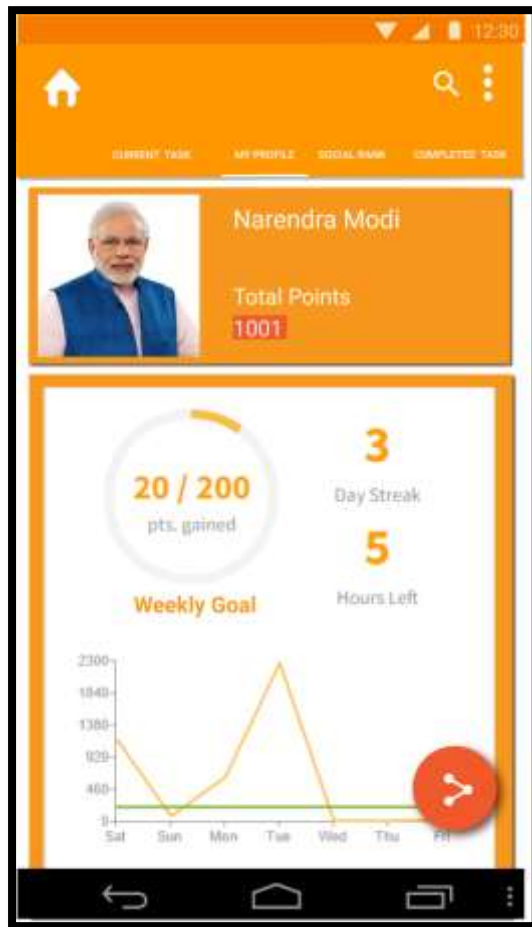 12:30
CURRENT TASK MY PROFILE SOCIAL RANK COMPLETED TASK
Narendra Modi
Total Points
1001
20 / 200
pts. gained
Weekly Goal
3
Day Streak
5
Hours Left
2300
1840
1380
920
460
0
Sat Sun Mon Tue Wed Thu Fri